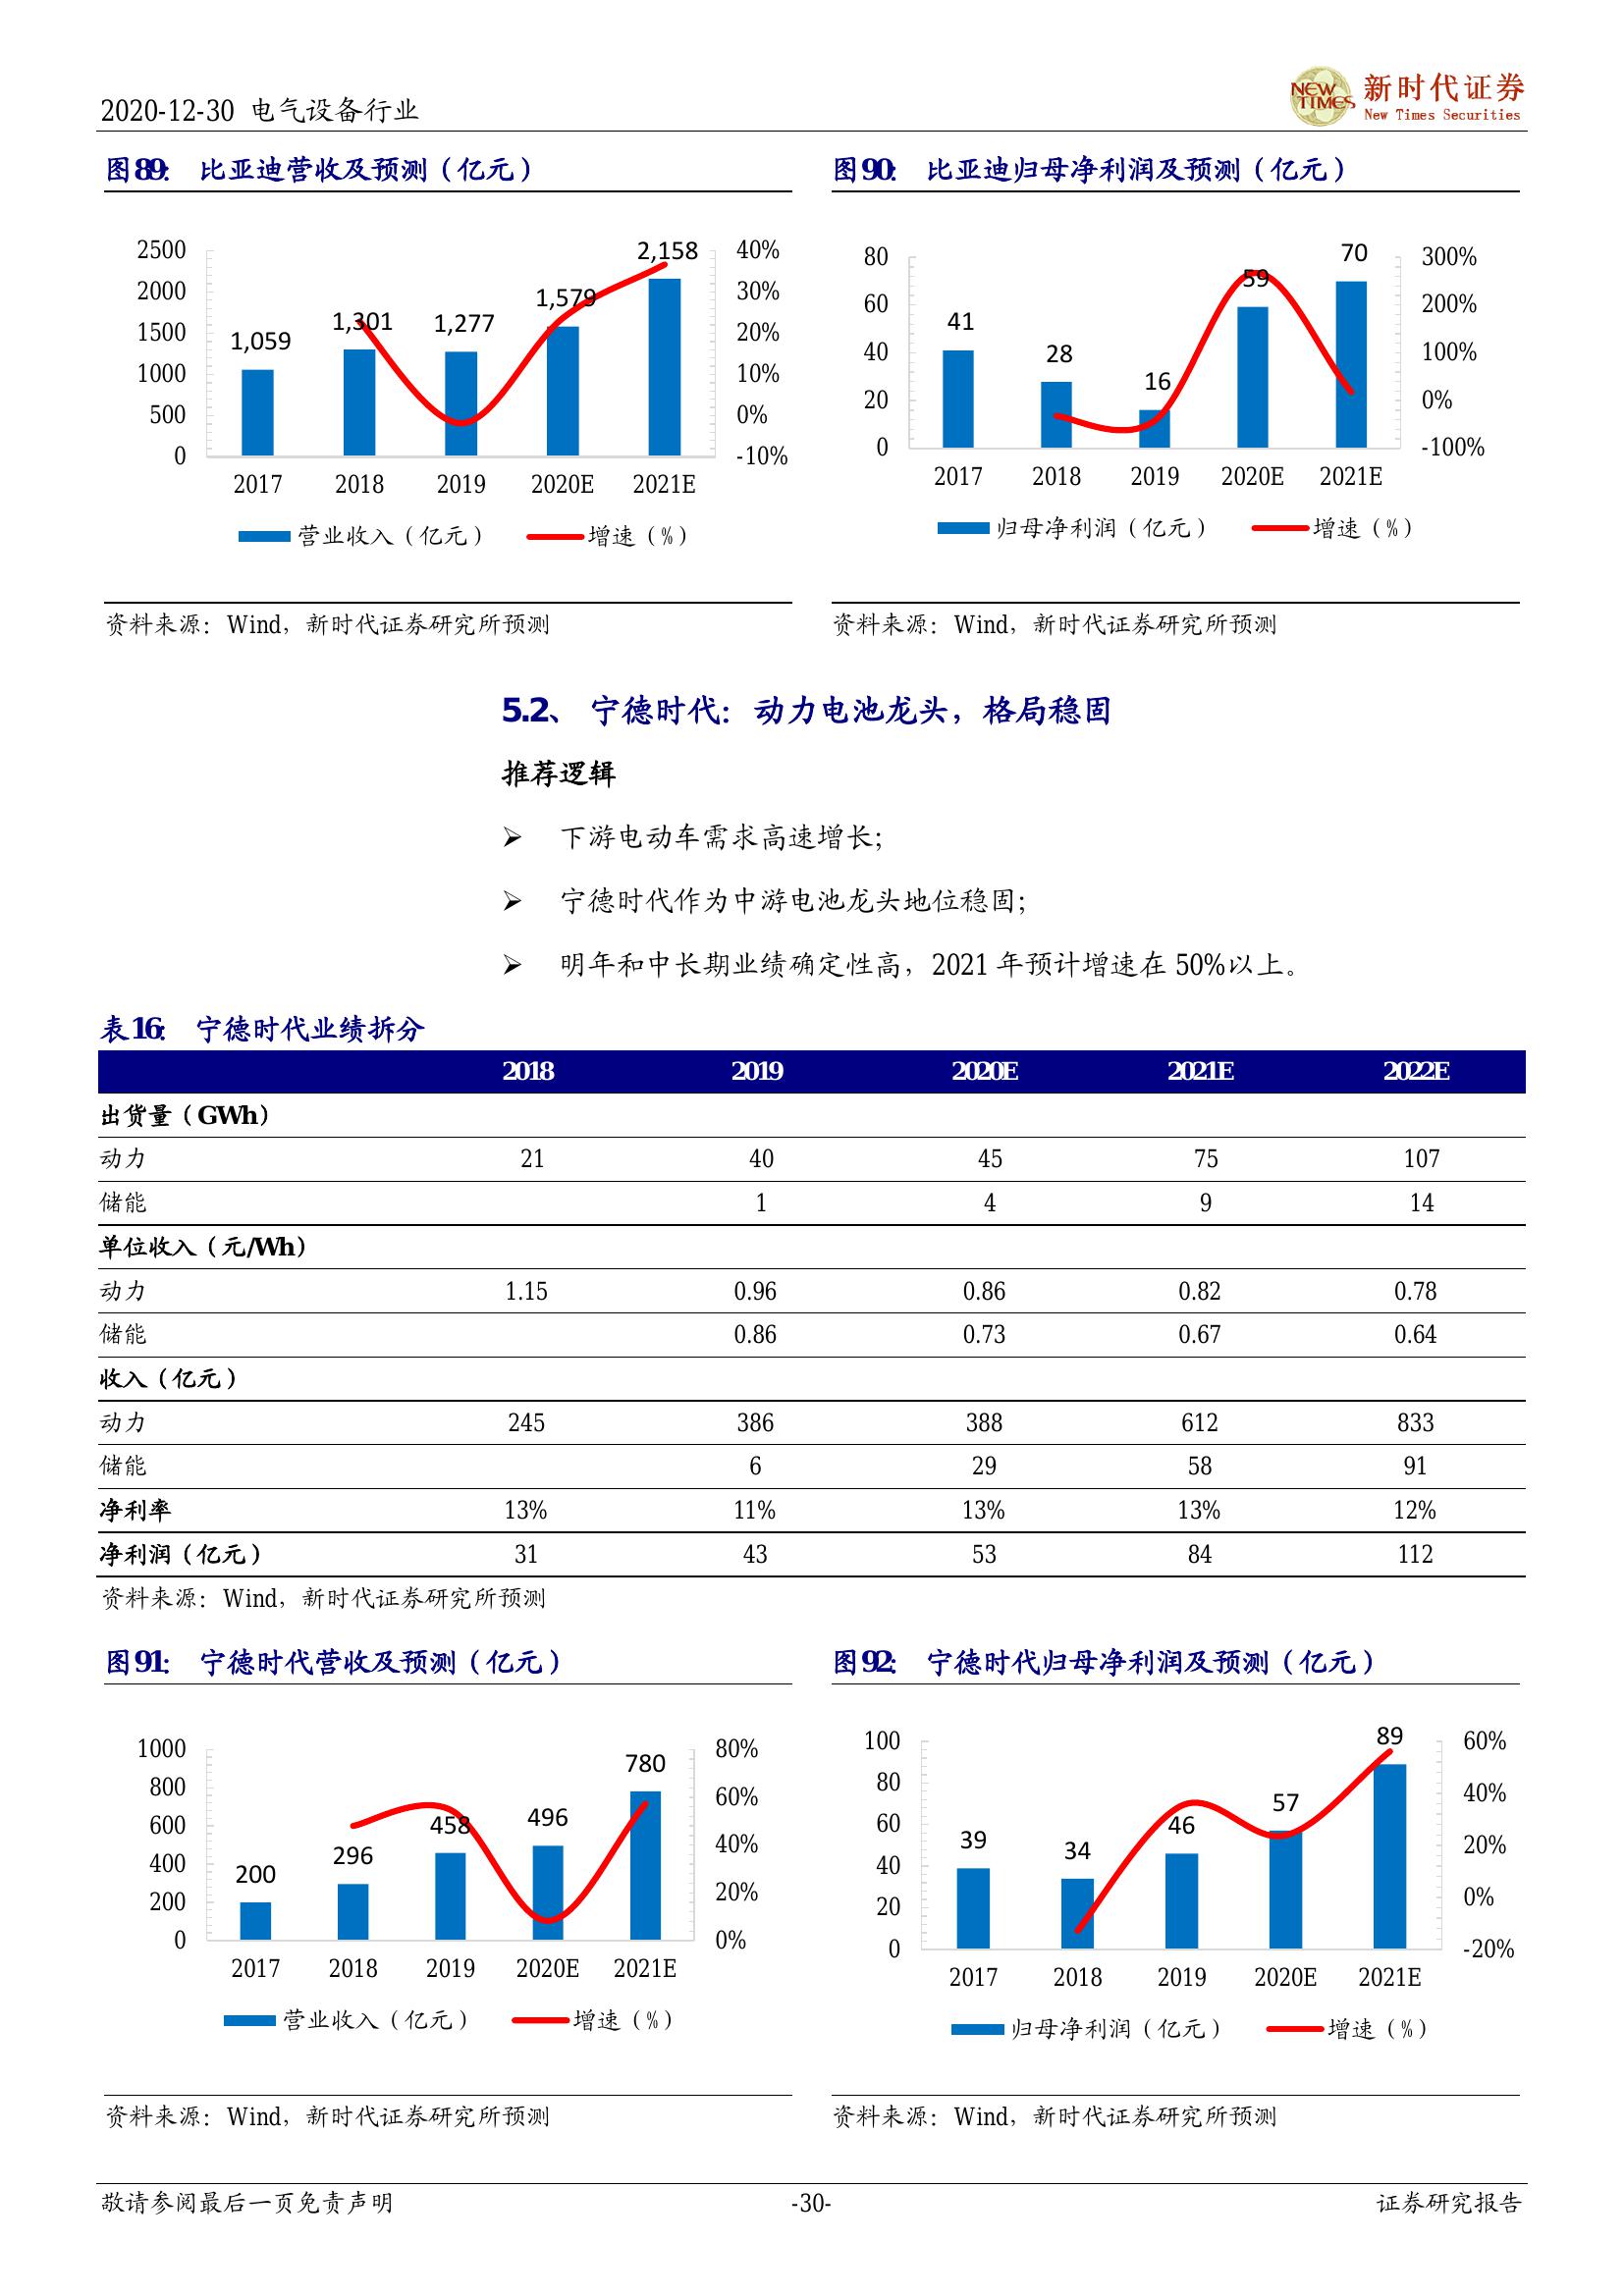 2020-12-30 电气设备行业
NEW TIMES 新时代证券
New Times Securities
图89： 比亚迪营收及预测（亿元）
2500
2000
1500
1000
500
0
40%
30%
20%
10%
0%
-10%
1,059
1,301
1,277
1,579
2,158
2017 2018 2019 2020E 2021E
营业收入（亿元） 增速（%）
资料来源：Wind，新时代证券研究所预测
图90： 比亚迪归母净利润及预测（亿元）
80
60
40
20
0
300%
200%
100%
0%
-100%
41
28
16
59
70
2017 2018 2019 2020E 2021E
归母净利润（亿元） 增速（%）
资料来源：Wind，新时代证券研究所预测
5.2、 宁德时代：动力电池龙头，格局稳固
推荐逻辑
➢ 下游电动车需求高速增长；
➢ 宁德时代作为中游电池龙头地位稳固；
➢ 明年和中长期业绩确定性高，2021 年预计增速在 50%以上。
表16： 宁德时代业绩拆分
2018 2019 2020E 2021E 2022E
出货量（GWh）
动力 21 40 45 75 107
储能 1 4 9 14
单位收入（元/Wh）
动力 1.15 0.96 0.86 0.82 0.78
储能 0.86 0.73 0.67 0.64
收入（亿元）
动力 245 386 388 612 833
储能 6 29 58 91
净利率 13% 11% 13% 13% 12%
净利润（亿元） 31 43 53 84 112
资料来源：Wind，新时代证券研究所预测
图91： 宁德时代营收及预测（亿元）
1000
800
600
400
200
0
80%
60%
40%
20%
0%
200
296
458
496
780
2017 2018 2019 2020E 2021E
营业收入（亿元） 增速（%）
资料来源：Wind，新时代证券研究所预测
图92： 宁德时代归母净利润及预测（亿元）
100
80
60
40
20
0
60%
40%
20%
0%
-20%
39
34
46
57
89
2017 2018 2019 2020E 2021E
归母净利润（亿元） 增速（%）
资料来源：Wind，新时代证券研究所预测
敬请参阅最后一页免责声明 -30- 证券研究报告